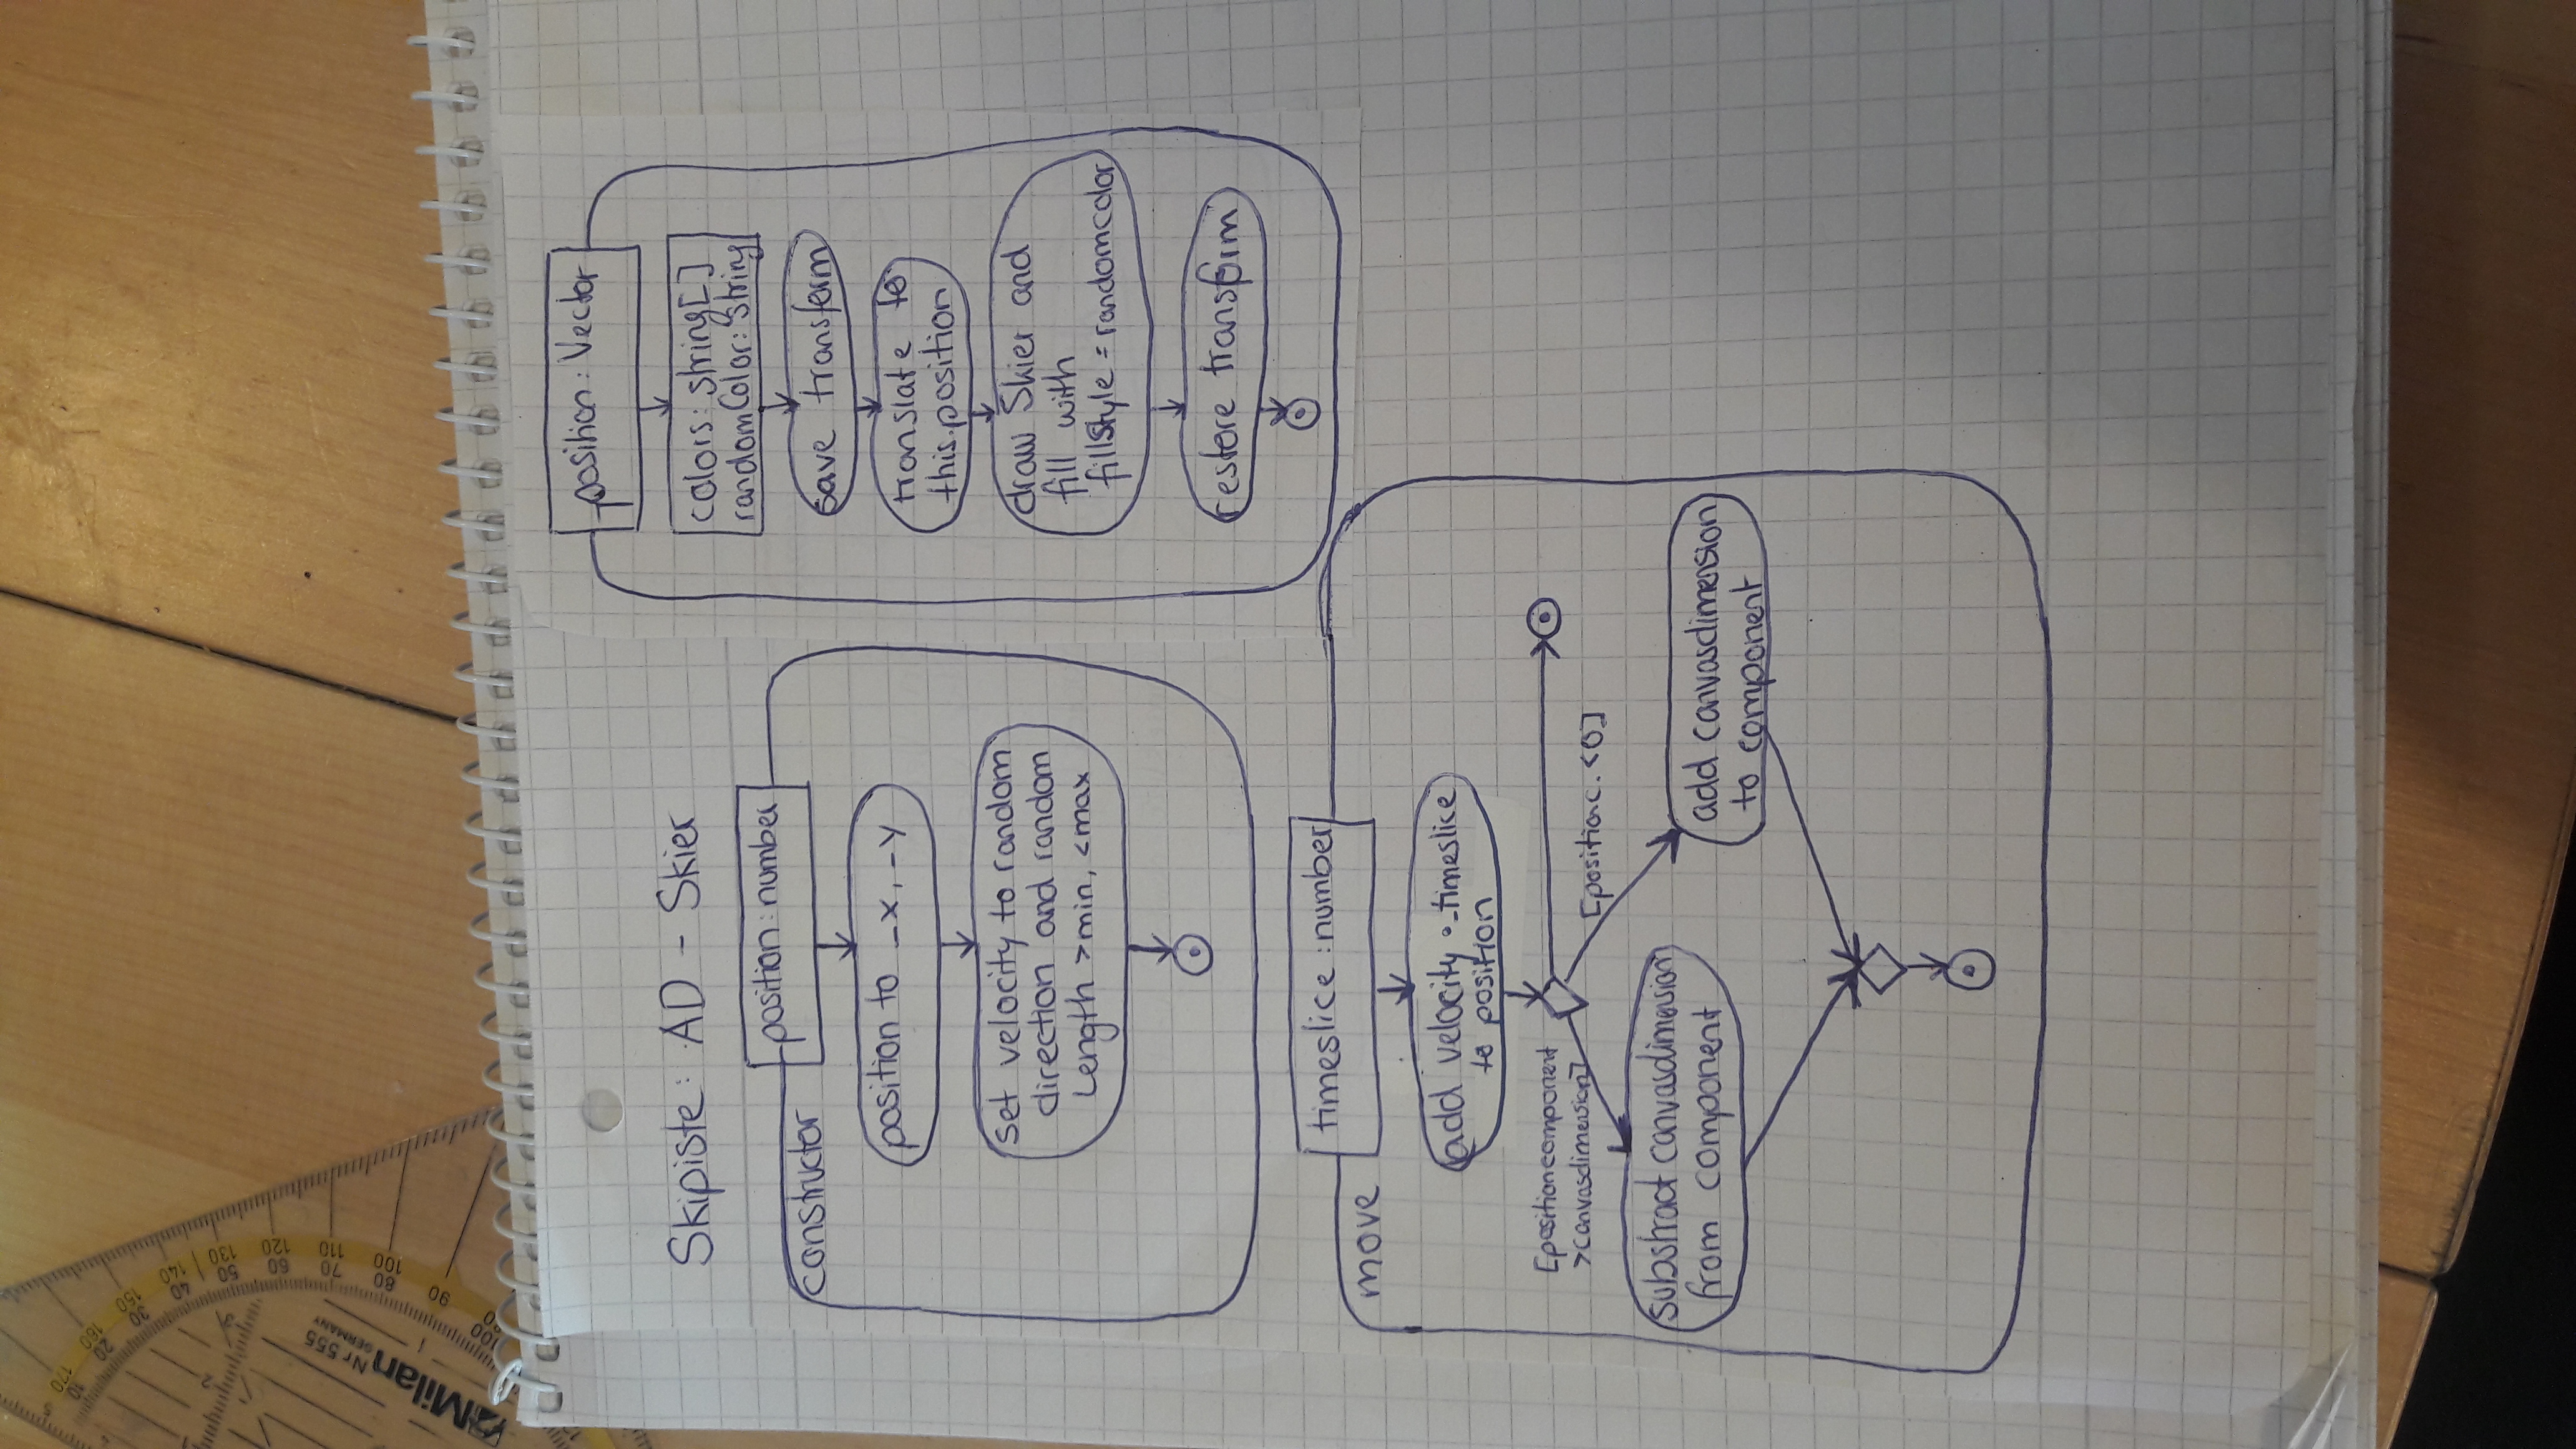 Milan Nr 555
GERMANY
Skipiste: AD - Skier
_position: number
constructor
position to _x, _y
set velocity to random
direction and random
Length >min, <max
_position: Vector
colors: string[]
randomColor: string
save transform
translate to
this.position
draw Skier and
fill with
fillStyle = randomcolor
restore transform
_timeslice: number
move
add velocity • _timeslice
to position
[positioncomponent
>canvasdimension]
[position c. <0]
substract canvasdimension
from component
add canvasdimension
to component